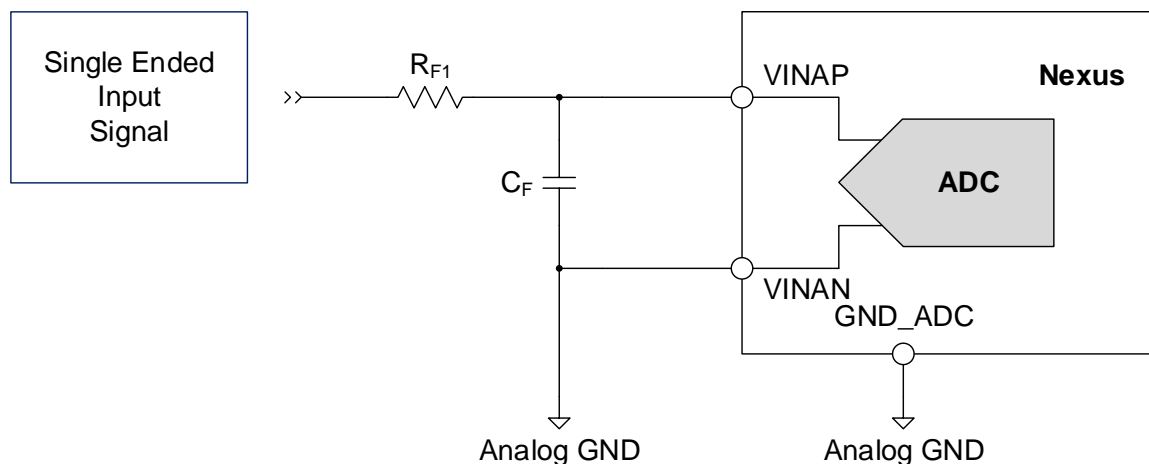 Single Ended
Input
Signal
RF1
CF
VINAP
Nexus
ADC
VINAN
GND_ADC
Analog GND
Analog GND